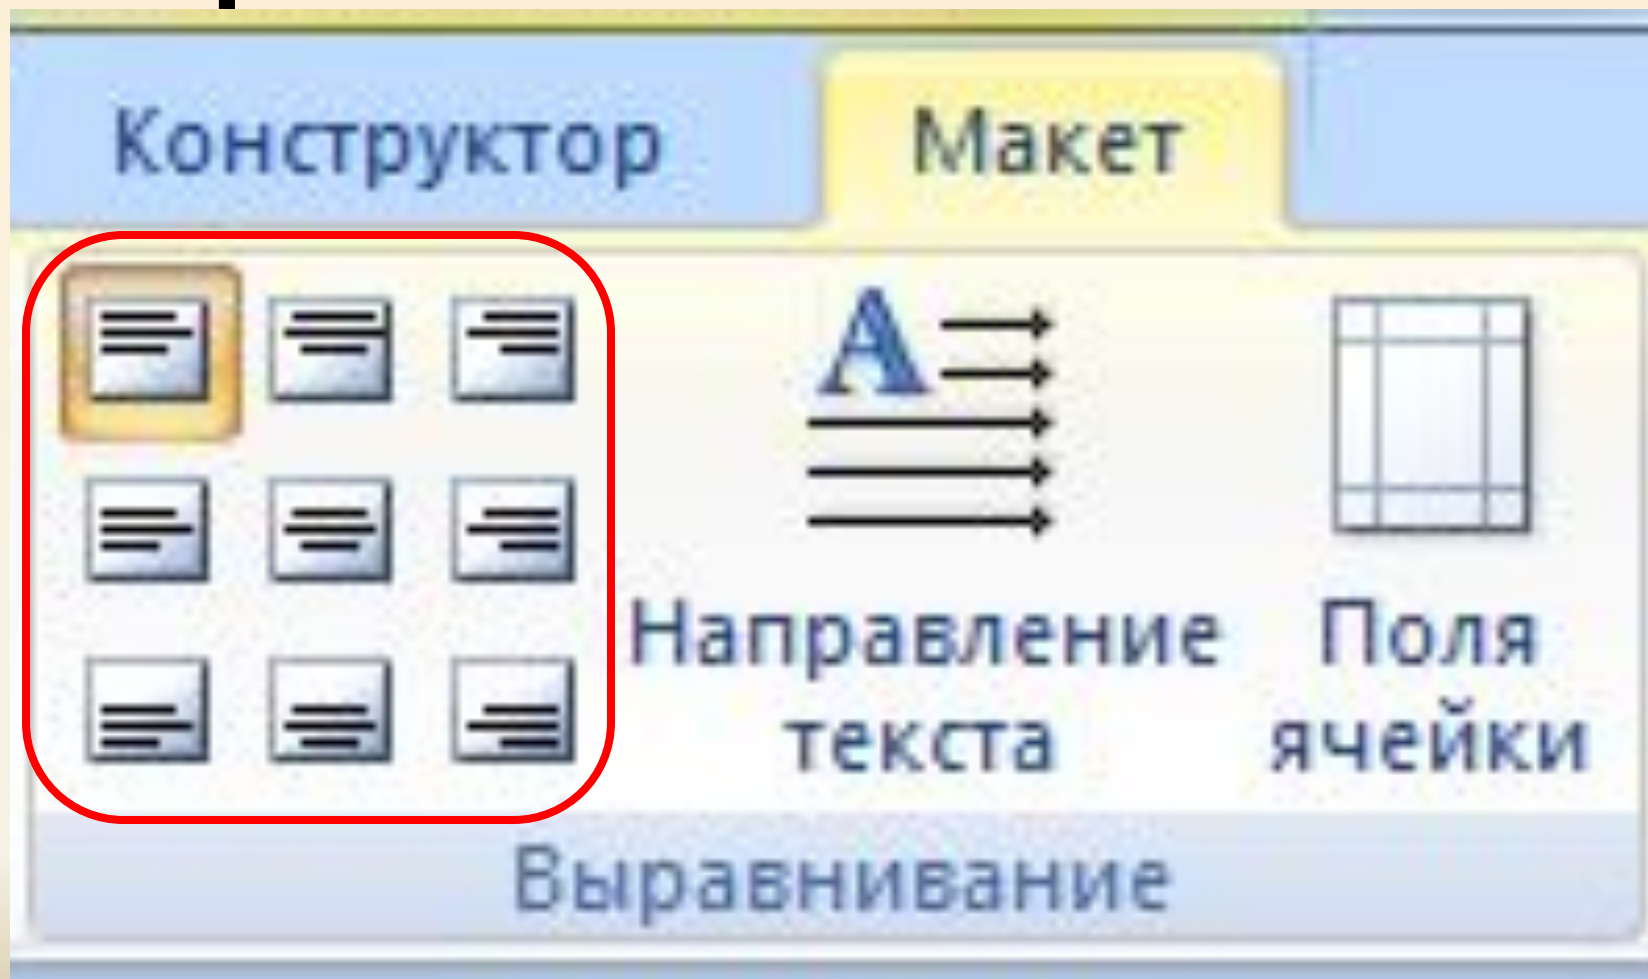 Конструктор Макет
Направление
текста
Поля
ячейки
Выравнивание